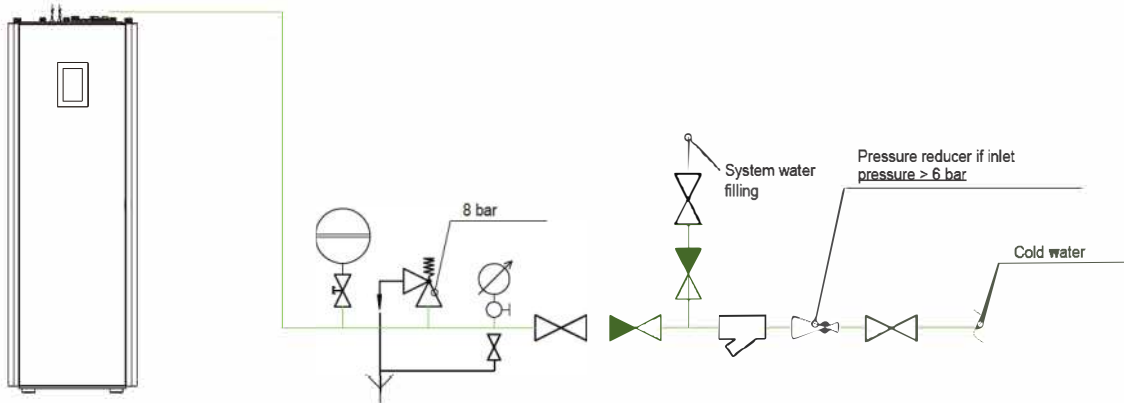 System water
filling
Pressure reducer if inlet
pressure > 6 bar
8 bar
Cold water